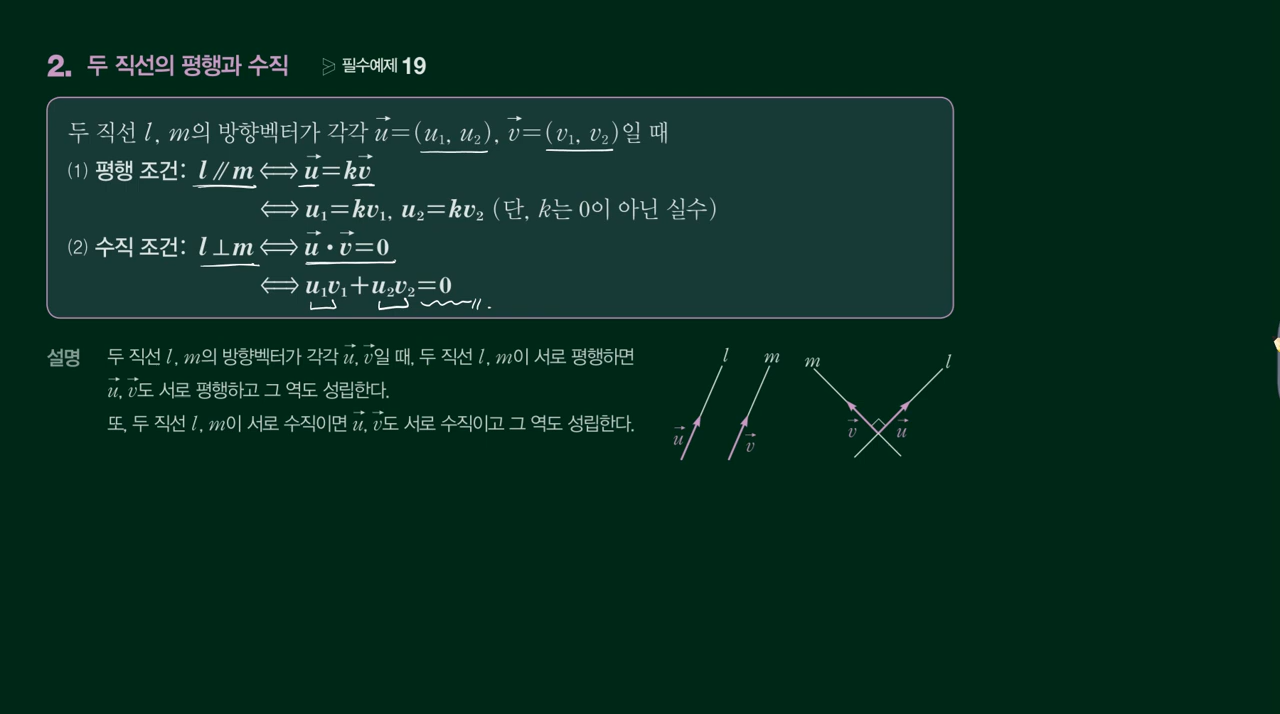 2. 두 직선의 평행과 수직 ▷ 필수예제 19
두 직선 l, m의 방향벡터가 각각 u⃗=(u₁, u₂), v⃗=(v₁, v₂)일 때
(1) 평행 조건: l // m ⟺ u⃗=kv⃗
⟺ u₁=kv₁, u₂=kv₂ (단, k는 0이 아닌 실수)
(2) 수직 조건: l⊥m ⟺ u⃗•v⃗=0
⟺ u₁v₁+u₂v₂=0
설명 두 직선 l, m의 방향벡터가 각각 u⃗, v⃗일 때, 두 직선 l, m이 서로 평행하면
u⃗, v⃗도 서로 평행하고 그 역도 성립한다.
또, 두 직선 l, m이 서로 수직이면 u⃗, v⃗도 서로 수직이고 그 역도 성립한다.
l m m l
u⃗ v⃗ v⃗ u⃗